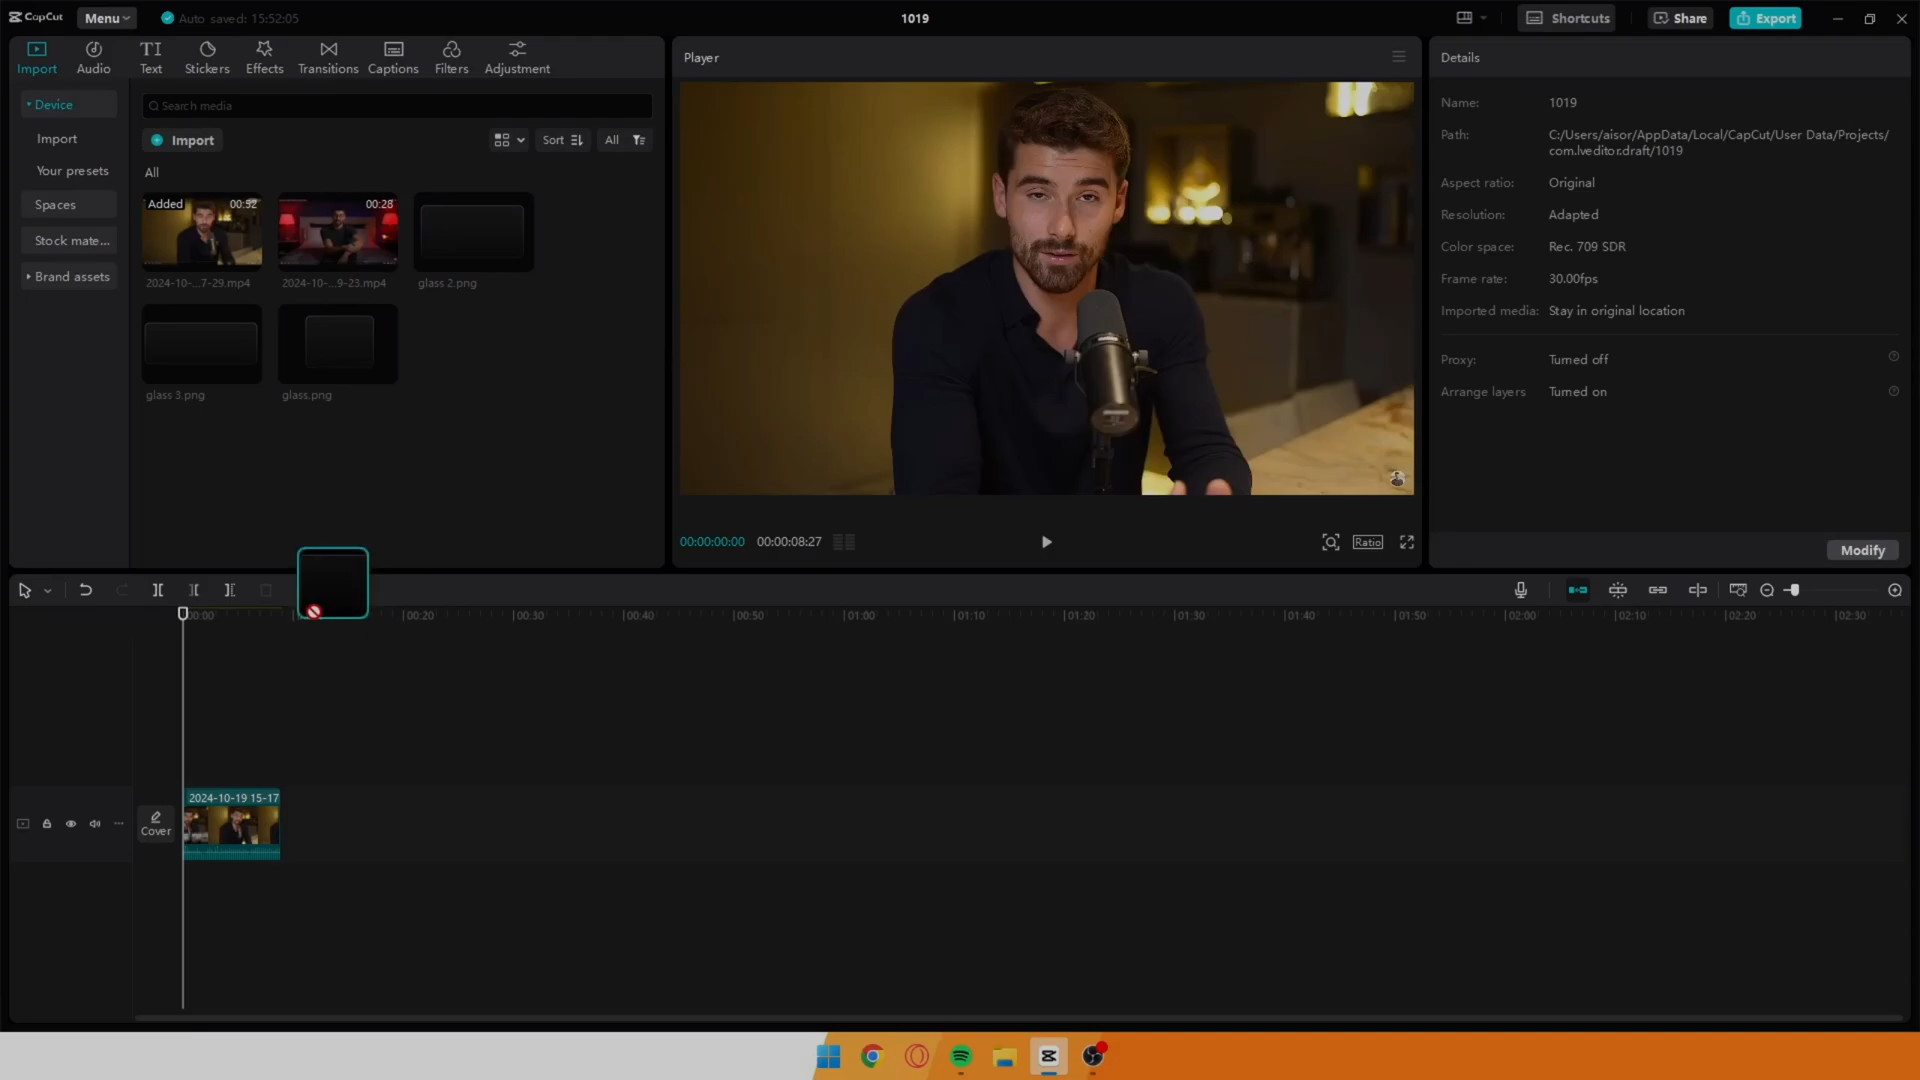 CapCut
Menu
Auto saved: 15:52:05
1019
Shortcuts
Share
Export
Import
Audio
Text
Stickers
Effects
Transitions
Captions
Filters
Adjustment
Device
Import
Your presets
Spaces
Stock mate...
Brand assets
Search media
Import
Sort
All
All
Added
00:52
2024-10-...7-29.mp4
00:28
2024-10-...9-23.mp4
glass 2.png
glass 3.png
glass.png
Player
00:00:00:00
00:00:08:27
Ratio
Details
Name:
1019
Path:
C:/Users/aisor/AppData/Local/CapCut/User Data/Projects/
com.lveditor.draft/1019
Aspect ratio:
Original
Resolution:
Adapted
Color space:
Rec. 709 SDR
Frame rate:
30.00fps
Imported media:
Stay in original location
Proxy:
Turned off
Arrange layers
Turned on
Modify
00:00
00:20
00:30
00:40
00:50
01:00
01:10
01:20
01:30
01:40
01:50
02:00
02:10
02:20
02:30
Cover
2024-10-19 15-17